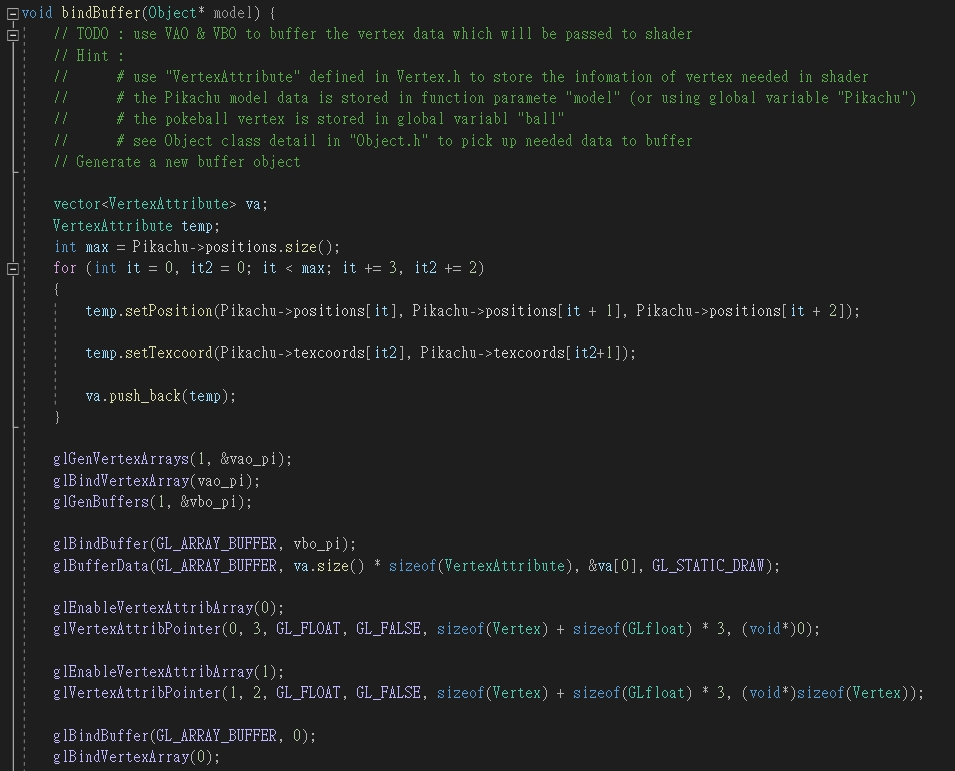 void bindBuffer(Object* model) {
// TODO : use VAO & VBO to buffer the vertex data which will be passed to shader
// Hint :
//      # use "VertexAttribute" defined in Vertex.h to store the infomation of vertex needed in shader
//      # the Pikachu model data is stored in function paramete "model" (or using global variable "Pikachu")
//      # the pokeball vertex is stored in global variabl "ball"
//      # see Object class detail in "Object.h" to pick up needed data to buffer
// Generate a new buffer object
vector<VertexAttribute> va;
VertexAttribute temp;
int max = Pikachu->positions.size();
for (int it = 0, it2 = 0; it < max; it += 3, it2 += 2)
{
temp.setPosition(Pikachu->positions[it], Pikachu->positions[it + 1], Pikachu->positions[it + 2]);
temp.setTexcoord(Pikachu->texcoords[it2], Pikachu->texcoords[it2+1]);
va.push_back(temp);
}
glGenVertexArrays(1, &vao_pi);
glBindVertexArray(vao_pi);
glGenBuffers(1, &vbo_pi);
glBindBuffer(GL_ARRAY_BUFFER, vbo_pi);
glBufferData(GL_ARRAY_BUFFER, va.size() * sizeof(VertexAttribute), &va[0], GL_STATIC_DRAW);
glEnableVertexAttribArray(0);
glVertexAttribPointer(0, 3, GL_FLOAT, GL_FALSE, sizeof(Vertex) + sizeof(GLfloat) * 3, (void*)0);
glEnableVertexAttribArray(1);
glVertexAttribPointer(1, 2, GL_FLOAT, GL_FALSE, sizeof(Vertex) + sizeof(GLfloat) * 3, (void*)sizeof(Vertex));
glBindBuffer(GL_ARRAY_BUFFER, 0);
glBindVertexArray(0);